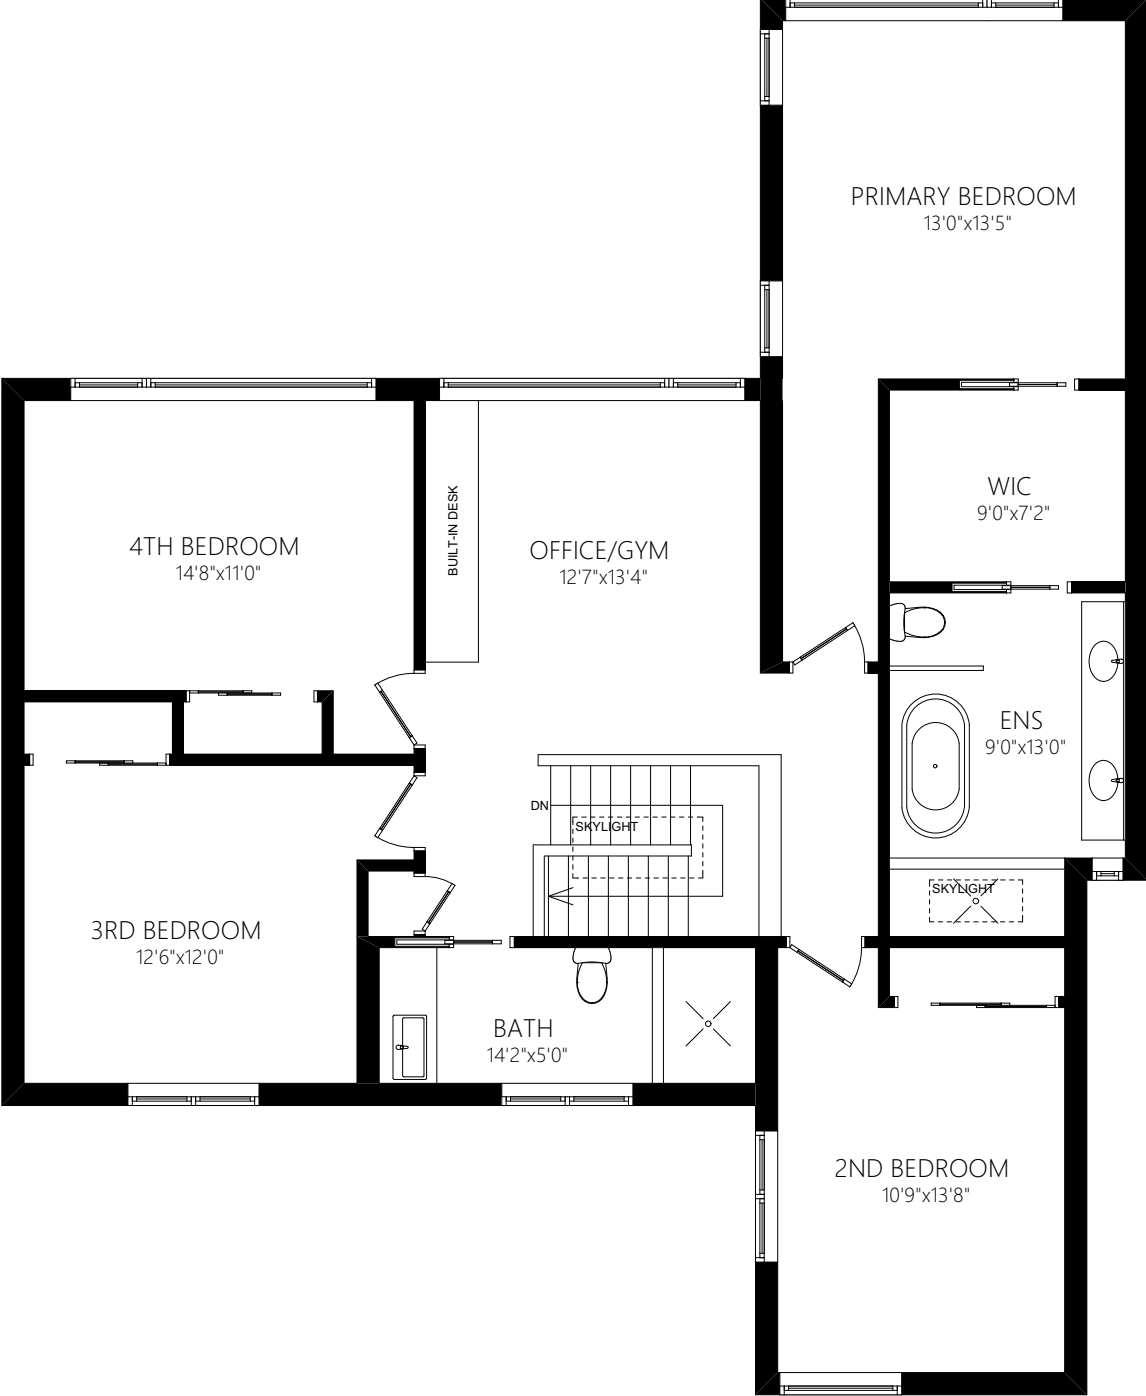 PRIMARY BEDROOM
13'0"x13'5"
WIC
9'0"x7'2"
4TH BEDROOM
14'8"x11'0"
BUILT-IN DESK
OFFICE/GYM
12'7"x13'4"
ENS
9'0"x13'0"
DN
SKYLIGHT
SKYLIGHT
3RD BEDROOM
12'6"x12'0"
BATH
14'2"x5'0"
2ND BEDROOM
10'9"x13'8"